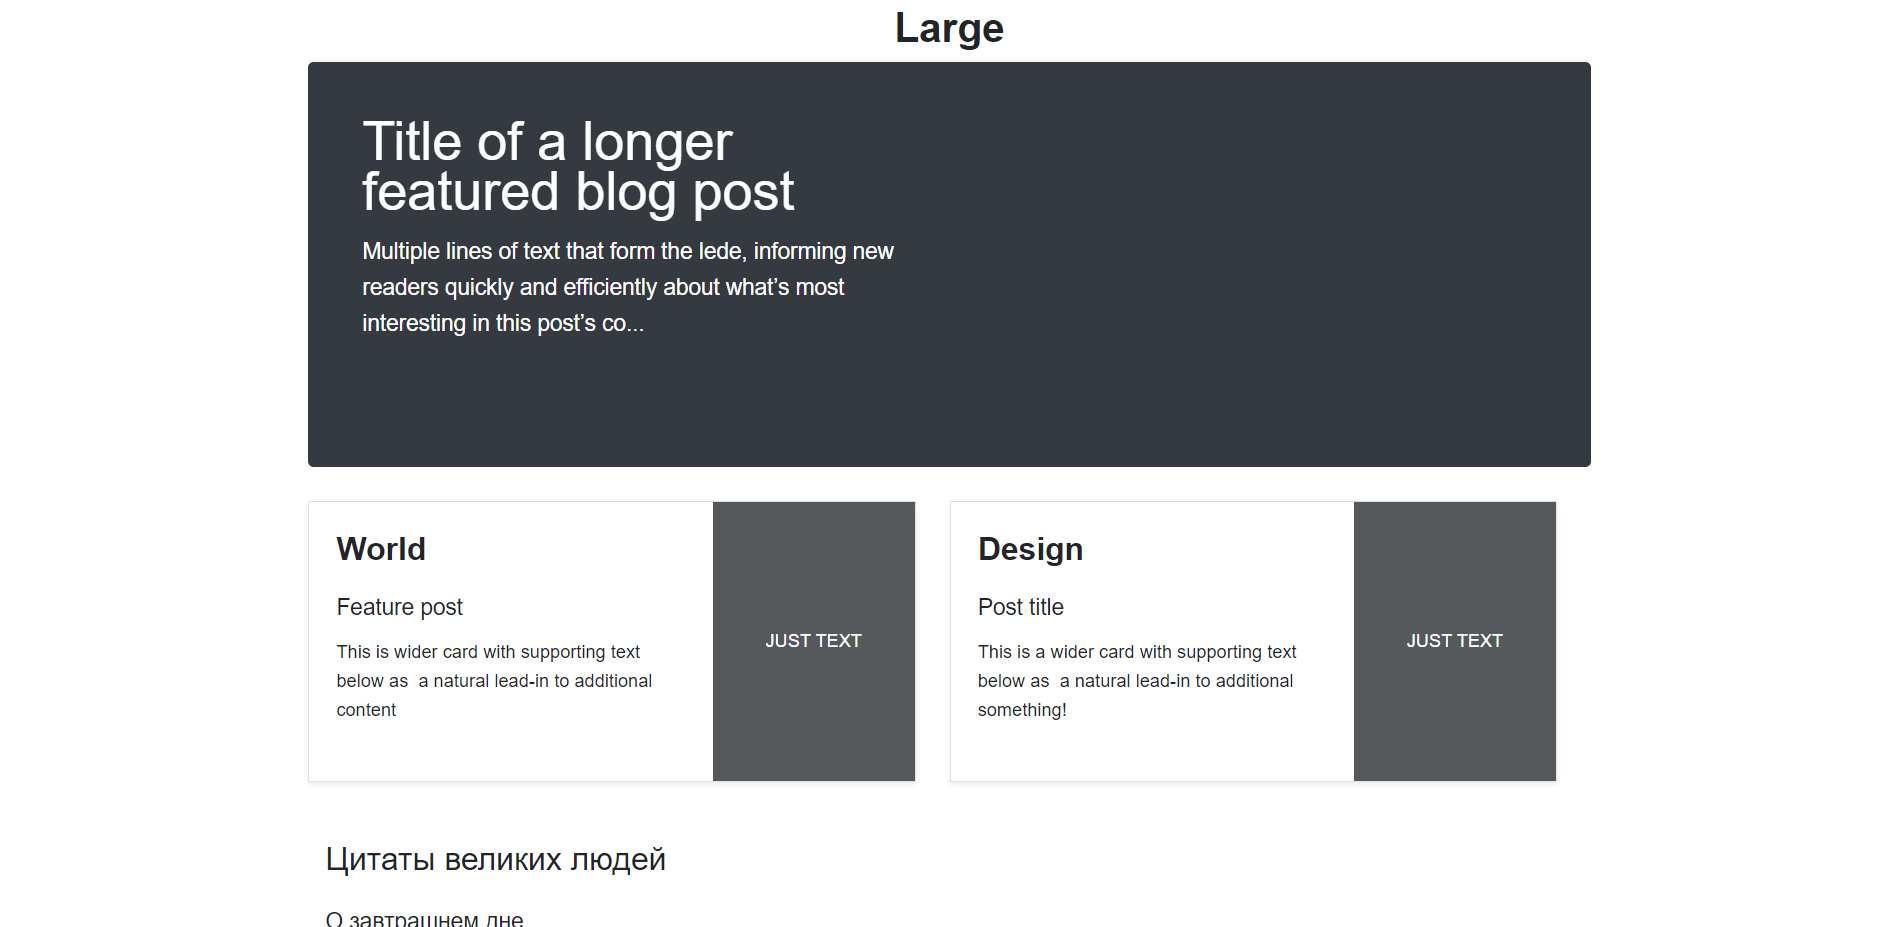 Large
Title of a longer
featured blog post
Multiple lines of text that form the lede, informing new
readers quickly and efficiently about what’s most
interesting in this post’s co...
World
Feature post
This is wider card with supporting text
below as  a natural lead-in to additional
content
JUST TEXT
Design
Post title
This is a wider card with supporting text
below as  a natural lead-in to additional
something!
JUST TEXT
Цитаты великих людей
О завтрашнем дне